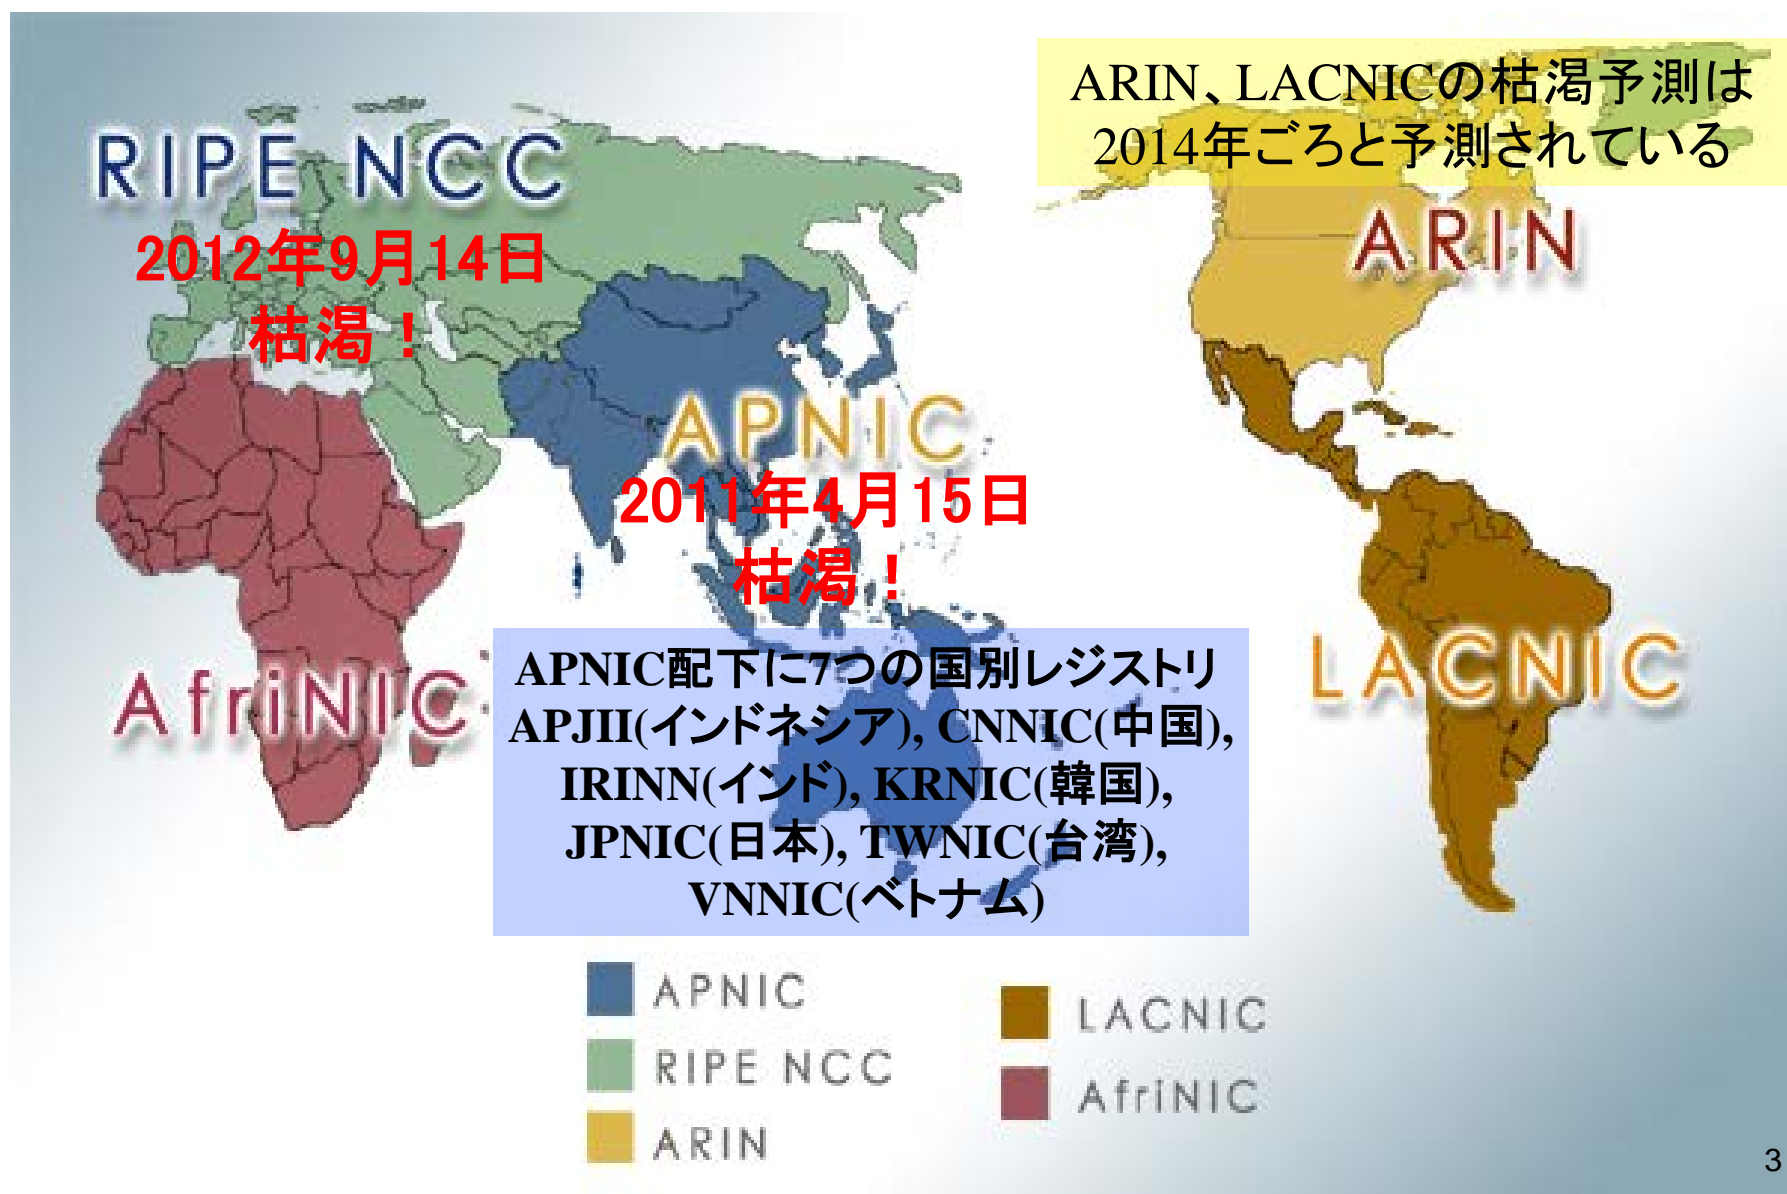 ARIN、LACNICの枯渇予測は
2014年ごろと予測されている
RIPE NCC
2012年9月14日
枯渇！
ARIN
APNIC
2011年4月15日
枯渇！
AfriNIC
LACNIC
APNIC配下に7つの国別レジストリ
APJII(インドネシア), CNNIC(中国),
IRINN(インド), KRNIC(韓国),
JPNIC(日本), TWNIC(台湾),
VNNIC(ベトナム)
APNIC
RIPE NCC
ARIN
LACNIC
AfriNIC
3